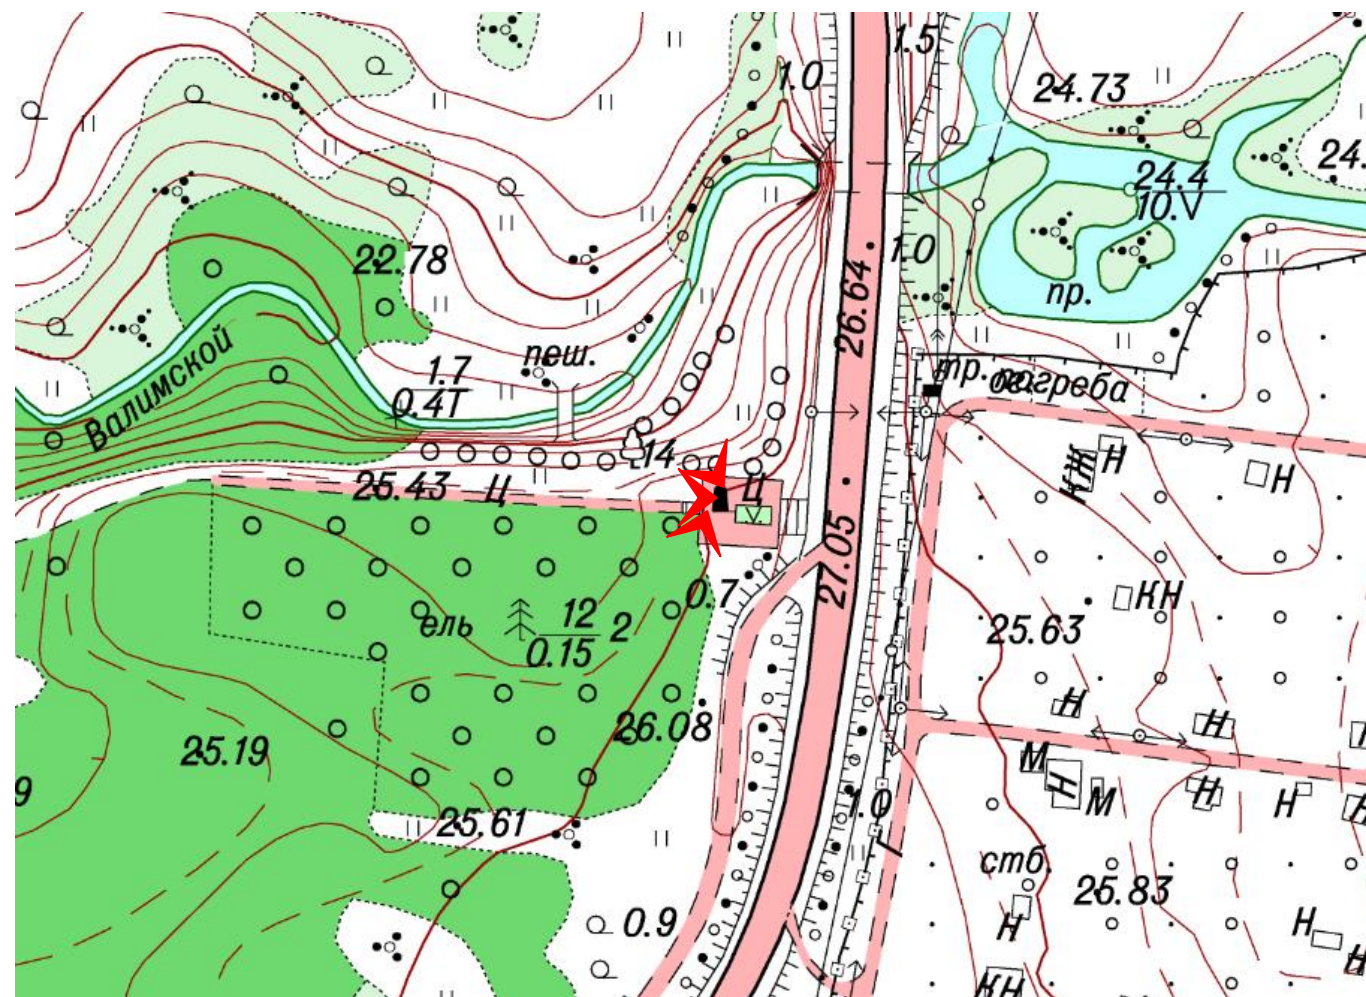 1.5
1.0
24.73
24.
24.4
10.V
1.0
22.78
пр.
26.64
Валимской
пеш.
1.7
0.4Т
тр.
погреба
14
КЖ
Н
Н
25.43
Ц
Ц
27.05
0.7
КН
ель
12
0.15
2
25.63
26.08
Н
Н
25.19
М
Н
М
Н
Н
Н
9
25.61
1.0
Г
стб.
25.83
0.9
Н
Н
Н
КН